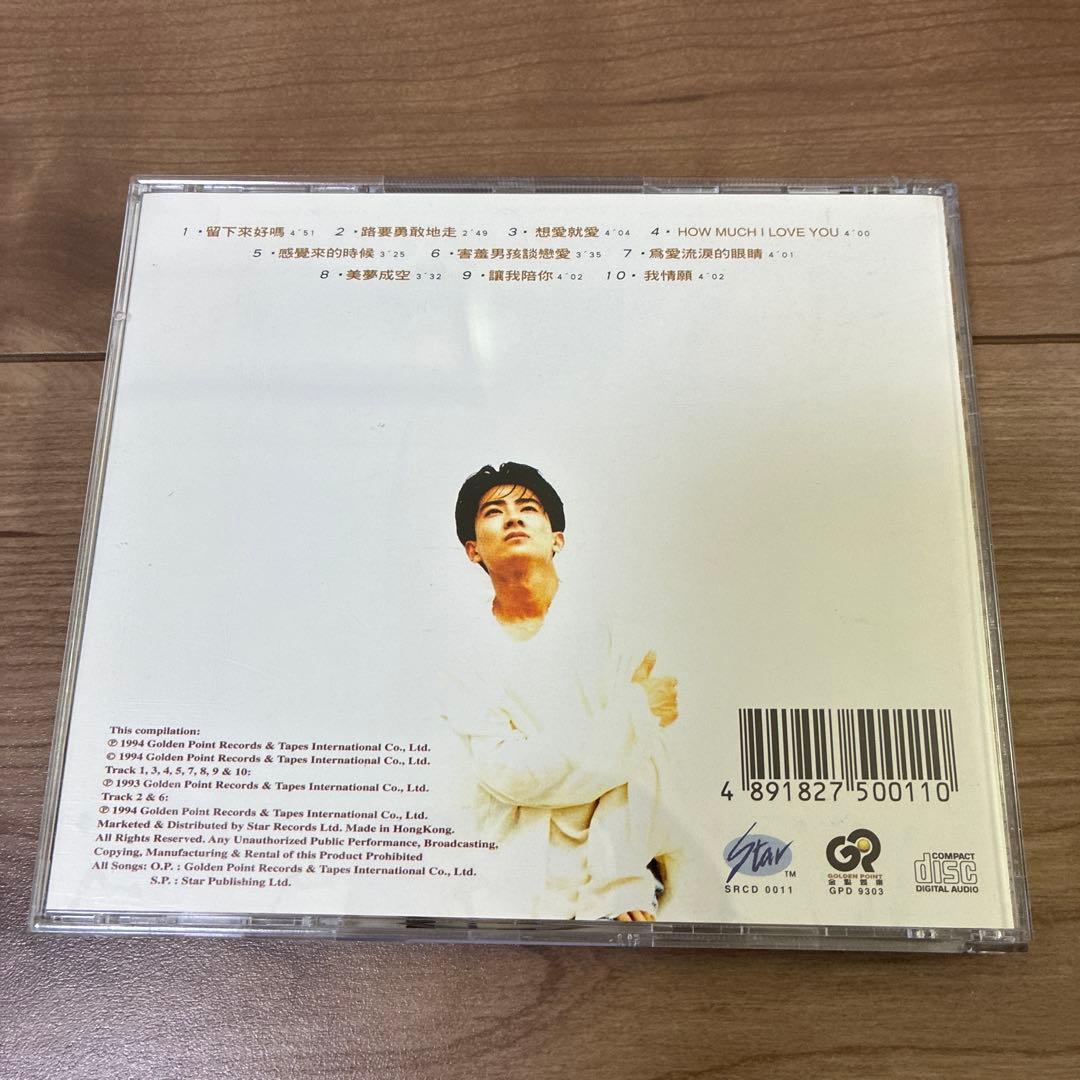 1・留下來好嗎 4´51 2・路要勇敢地走 2´49 3・想愛就愛 4´04 4・HOW MUCH I LOVE YOU 4´00
5・感覺來的時候 3´25 6・害羞男孩談戀愛 3´35 7・爲愛流淚的眼睛 4´01
8・美夢成空 3´32 9・讓我陪你 4´02 10・我情願 4´02
This compilation:
℗ 1994 Golden Point Records & Tapes International Co., Ltd.
© 1994 Golden Point Records & Tapes International Co., Ltd.
Track 1, 3, 4, 5, 7, 8, 9 & 10:
℗ 1993 Golden Point Records & Tapes International Co., Ltd.
Track 2 & 6:
℗ 1994 Golden Point Records & Tapes International Co., Ltd.
Marketed & Distributed by Star Records Ltd. Made in HongKong.
All Rights Reserved. Any Unauthorized Public Performance, Broadcasting,
Copying, Manufacturing & Rental of this Product Prohibited
All Songs: O.P. : Golden Point Records & Tapes International Co., Ltd.
S.P. : Star Publishing Ltd.
4 891827 500110
Star TM
SRCD 0011
GP
GOLDEN POINT
金點唱片
GPD 9303
COMPACT
disc
DIGITAL AUDIO